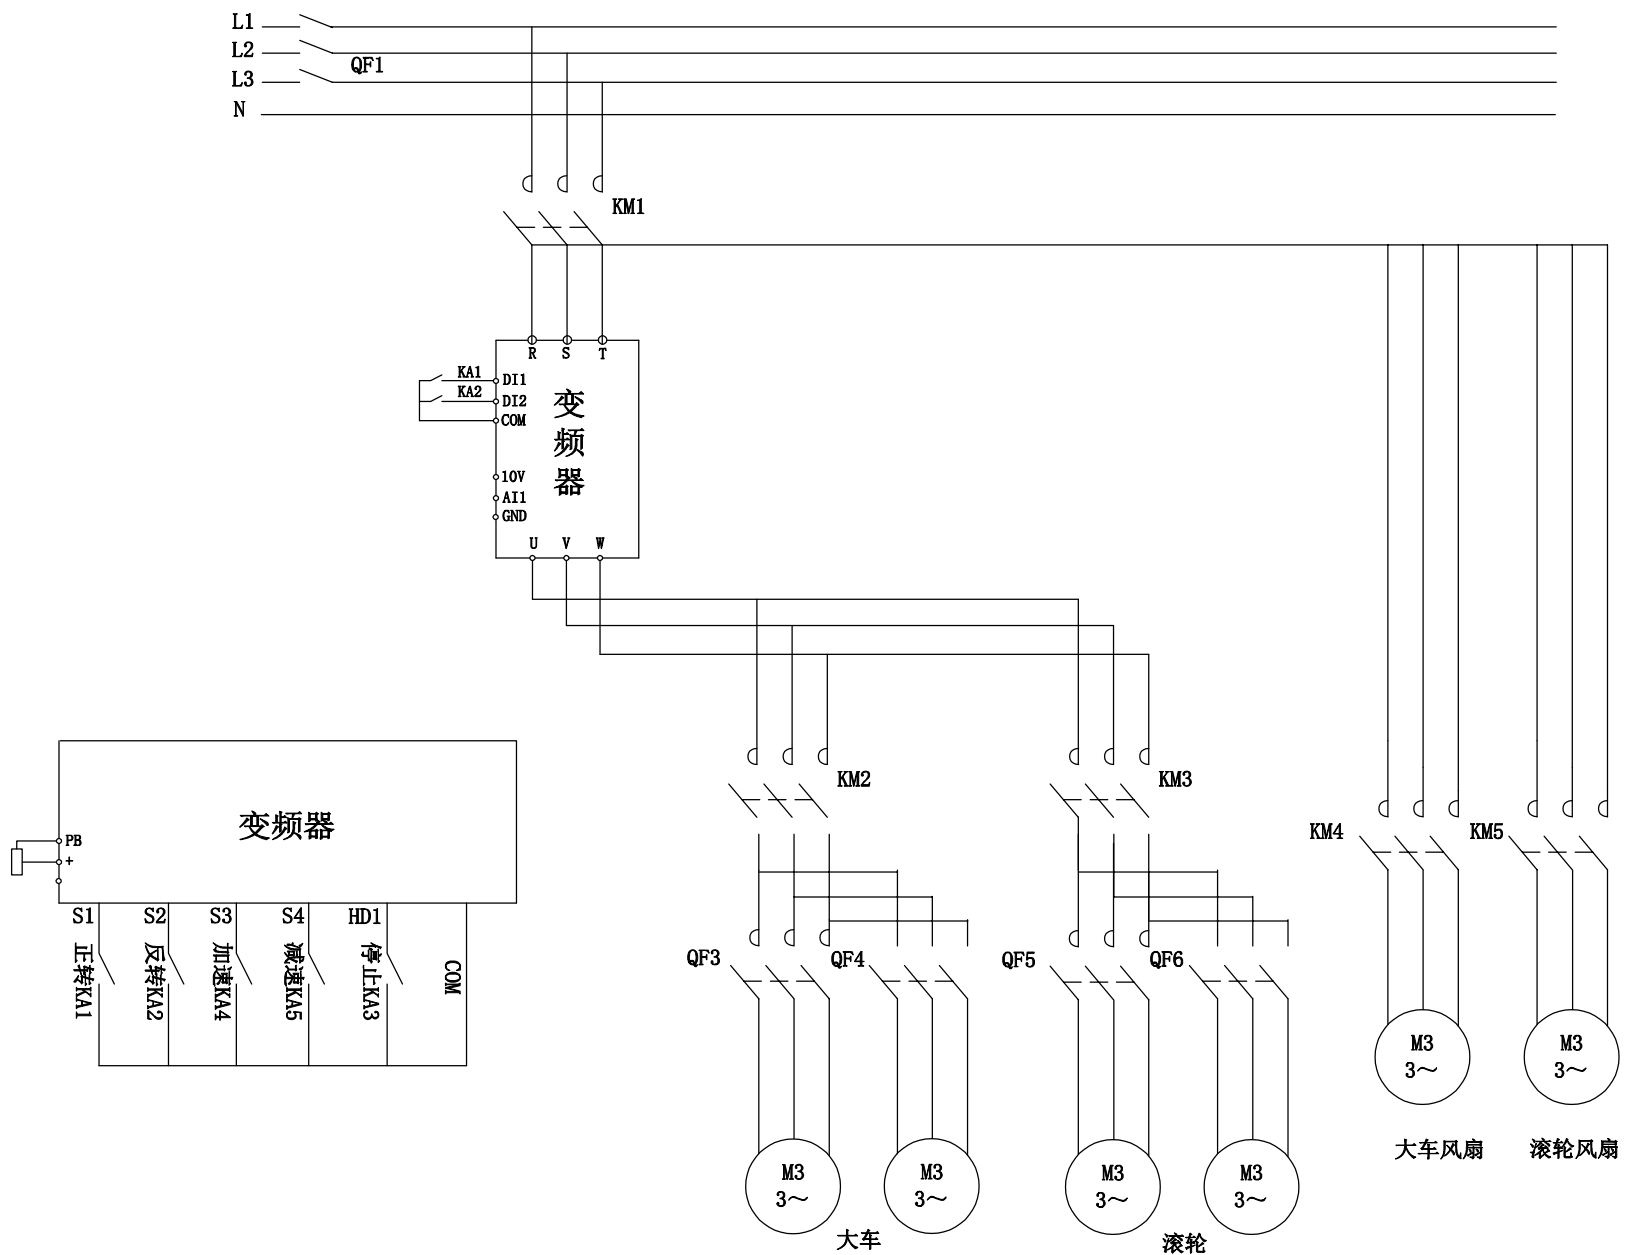 L1
L2
QF1
L3
N
KM1
R S T
KA1 DI1
KA2 DI2
COM
变频器
10V
AI1
GND
U V W
KM2
KM3
KM4
KM5
变频器
PB
+
S1 S2 S3 S4 HD1
正转KA1
反转KA2
加速KA4
减速KA5
停止KA3
COM
QF3
QF4
QF5
QF6
M3
3～
M3
3～
大车风扇
滚轮风扇
M3
3～
M3
3～
M3
3～
M3
3～
大车
滚轮